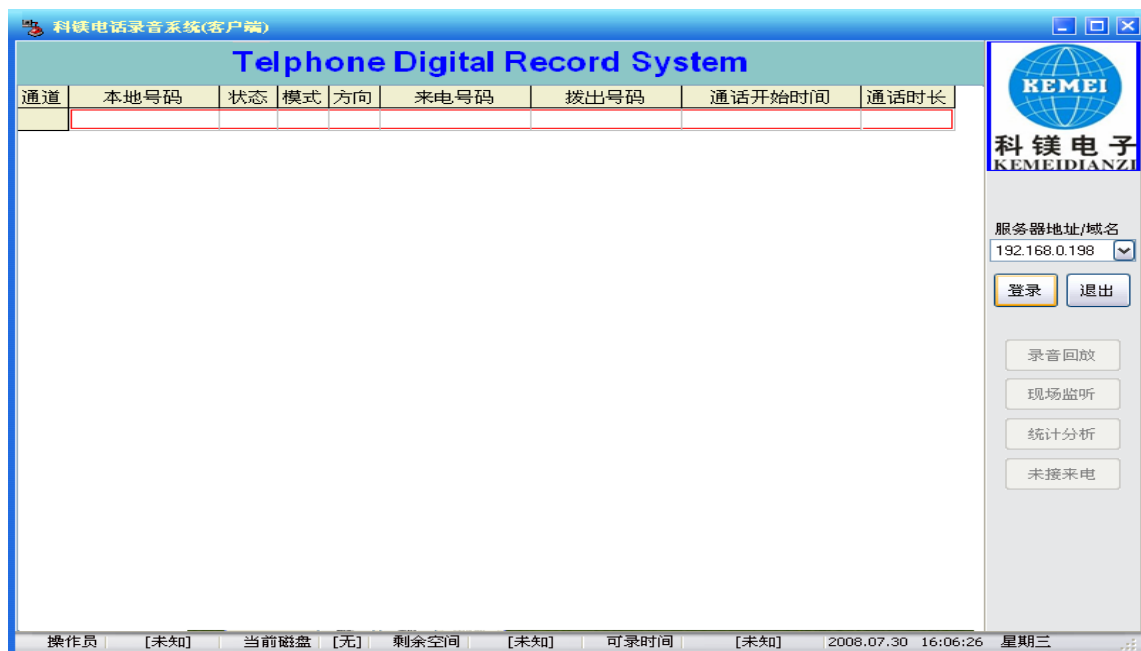 科镁电话录音系统(客户端)
Telphone Digital Record System
通道 本地号码 状态 模式 方向 来电号码 拨出号码 通话开始时间 通话时长
KEMEI
科镁电子
KEMEIDIANZI
服务器地址/域名
192.168.0.198
登录 退出
录音回放
现场监听
统计分析
未接来电
操作员 [未知] 当前磁盘 [无] 剩余空间 [未知] 可录时间 [未知] 2008.07.30 16:06:26 星期三